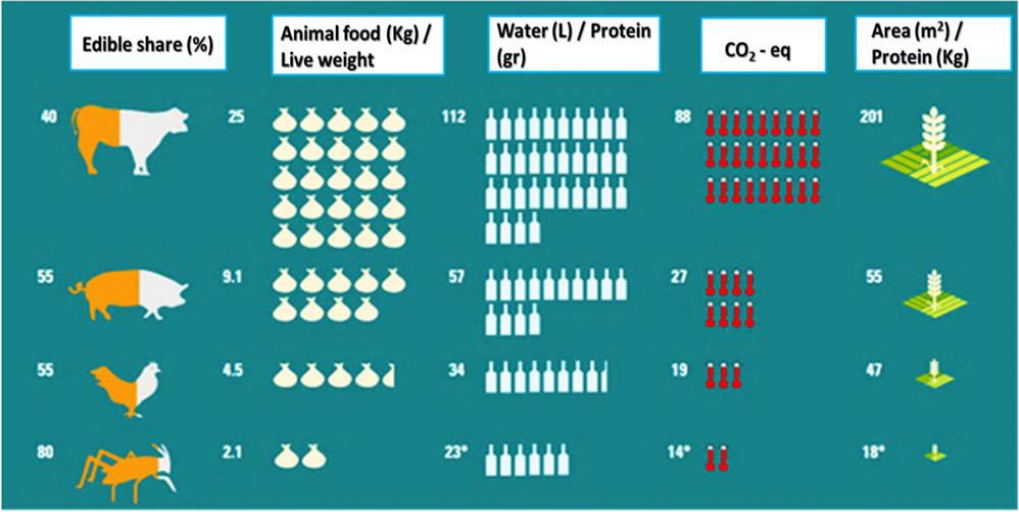 Edible share (%)
Animal food (Kg) /
Live weight
Water (L) / Protein
(gr)
CO₂ - eq
Area (m²) /
Protein (Kg)
40
25
112
88
201
55
9.1
57
27
55
55
4.5
34
19
47
80
2.1
23*
14*
18*